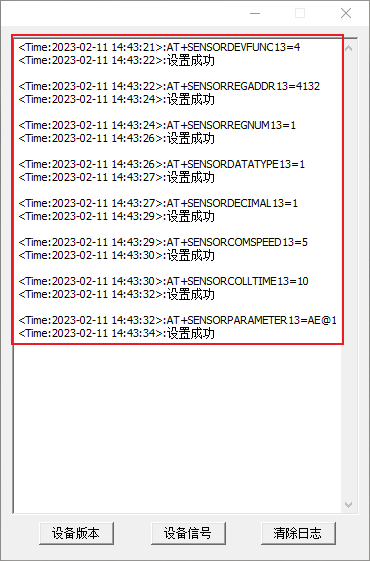 <Time:2023-02-11 14:43:21>:AT+SENSORDEVFUNC13=4
<Time:2023-02-11 14:43:22>:设置成功
<Time:2023-02-11 14:43:22>:AT+SENSORREGADDR13=4132
<Time:2023-02-11 14:43:24>:设置成功
<Time:2023-02-11 14:43:24>:AT+SENSORREGNUM13=1
<Time:2023-02-11 14:43:26>:设置成功
<Time:2023-02-11 14:43:26>:AT+SENSORDATATYPE13=1
<Time:2023-02-11 14:43:27>:设置成功
<Time:2023-02-11 14:43:27>:AT+SENSORDECIMAL13=1
<Time:2023-02-11 14:43:29>:设置成功
<Time:2023-02-11 14:43:29>:AT+SENSORCOMSPEED13=5
<Time:2023-02-11 14:43:30>:设置成功
<Time:2023-02-11 14:43:30>:AT+SENSORCOLLTIME13=10
<Time:2023-02-11 14:43:32>:设置成功
<Time:2023-02-11 14:43:32>:AT+SENSORPARAMETER13=AE@1
<Time:2023-02-11 14:43:34>:设置成功
设备版本 设备信号 清除日志